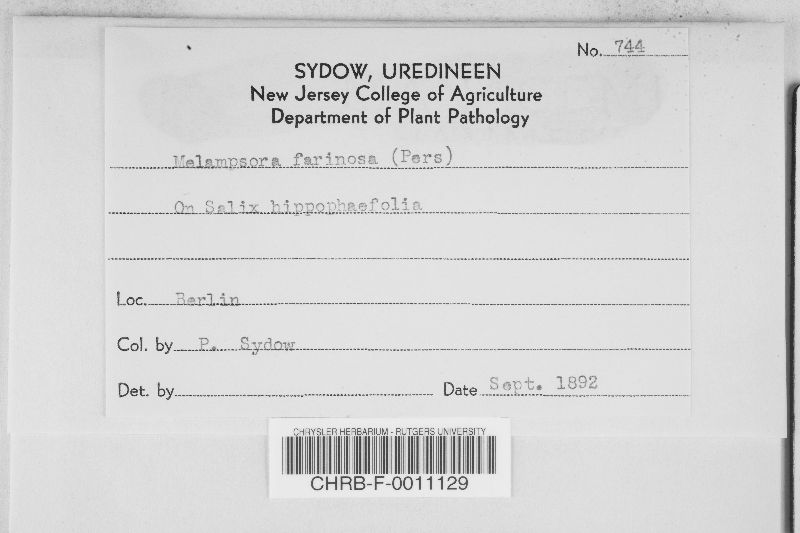 No. 744
SYDOW, UREDINEEN
New Jersey College of Agriculture
Department of Plant Pathology
Melampsora farinosa (Pers)
On Salix hippophaefolia
Loc. Berlin
Col. by P. Sydow
Det. by
Date Sept. 1892
CHRYSLER HERBARIUM - RUTGERS UNIVERSITY
CHRB-F-0011129